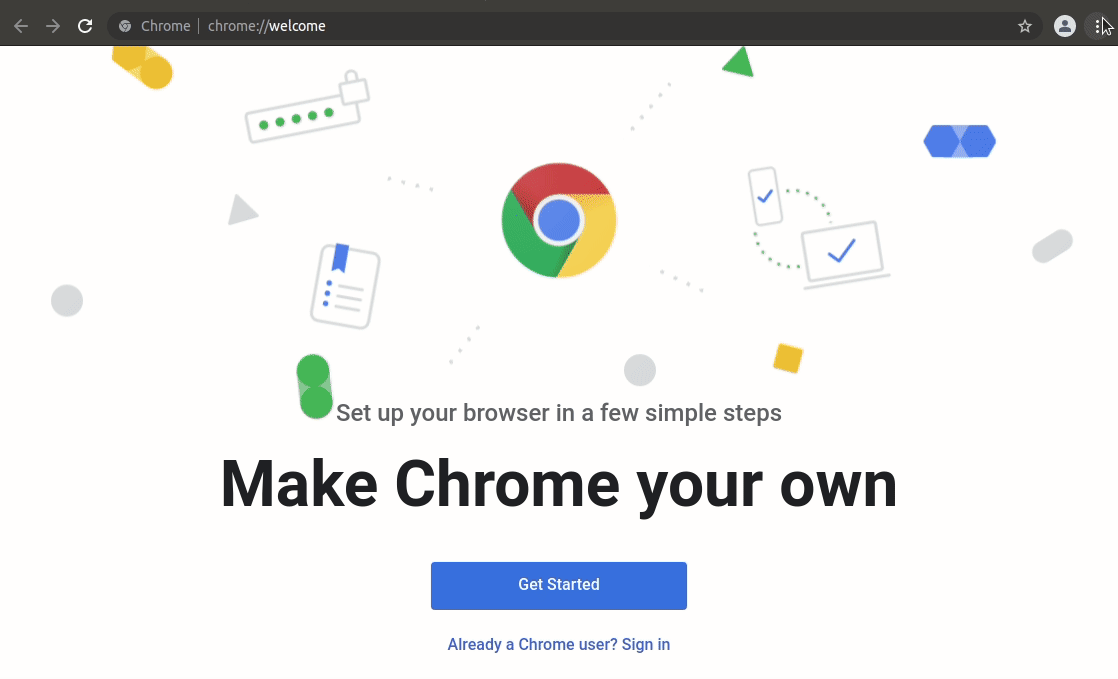 Chrome | chrome://welcome
Set up your browser in a few simple steps
Make Chrome your own
Get Started
Already a Chrome user? Sign in